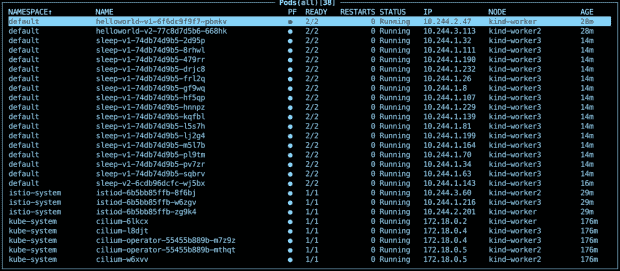 Pods(all)[38]
NAMESPACE↑ NAME PF READY RESTARTS STATUS IP NODE AGE
default helloworld-v1-6f6dc9f9f7-pbmkv ● 2/2 0 Running 10.244.2.47 kind-worker 28m
default helloworld-v2-77c8d7d5b6-668hk ● 2/2 0 Running 10.244.3.113 kind-worker2 28m
default sleep-v1-74db74d9b5-2d95p ● 2/2 0 Running 10.244.1.32 kind-worker3 14m
default sleep-v1-74db74d9b5-8rhwl ● 2/2 0 Running 10.244.1.111 kind-worker3 14m
default sleep-v1-74db74d9b5-479rr ● 2/2 0 Running 10.244.1.190 kind-worker3 14m
default sleep-v1-74db74d9b5-drjc8 ● 2/2 0 Running 10.244.1.232 kind-worker3 14m
default sleep-v1-74db74d9b5-frl2q ● 2/2 0 Running 10.244.1.26 kind-worker3 14m
default sleep-v1-74db74d9b5-gf9wq ● 2/2 0 Running 10.244.1.8 kind-worker3 14m
default sleep-v1-74db74d9b5-hf5qp ● 2/2 0 Running 10.244.1.107 kind-worker3 14m
default sleep-v1-74db74d9b5-hnnpz ● 2/2 0 Running 10.244.1.229 kind-worker3 14m
default sleep-v1-74db74d9b5-kqfbl ● 2/2 0 Running 10.244.1.139 kind-worker3 14m
default sleep-v1-74db74d9b5-l5s7h ● 2/2 0 Running 10.244.1.81 kind-worker3 14m
default sleep-v1-74db74d9b5-lj2g4 ● 2/2 0 Running 10.244.1.199 kind-worker3 14m
default sleep-v1-74db74d9b5-m5l7b ● 2/2 0 Running 10.244.1.164 kind-worker3 14m
default sleep-v1-74db74d9b5-pl9tm ● 2/2 0 Running 10.244.1.70 kind-worker3 14m
default sleep-v1-74db74d9b5-pv7zr ● 2/2 0 Running 10.244.1.34 kind-worker3 14m
default sleep-v1-74db74d9b5-sqbrv ● 2/2 0 Running 10.244.1.63 kind-worker3 14m
default sleep-v2-6cdb96dcfc-wj5bx ● 2/2 0 Running 10.244.1.143 kind-worker3 16m
istio-system istiod-6b5bb85ffb-8f6bj ● 1/1 0 Running 10.244.3.60 kind-worker2 29m
istio-system istiod-6b5bb85ffb-w6zgv ● 1/1 0 Running 10.244.1.216 kind-worker3 29m
istio-system istiod-6b5bb85ffb-zg9k4 ● 1/1 0 Running 10.244.2.201 kind-worker 29m
kube-system cilium-6lkcx ● 1/1 0 Running 172.18.0.2 kind-worker 176m
kube-system cilium-l8djt ● 1/1 0 Running 172.18.0.4 kind-worker3 176m
kube-system cilium-operator-55455b889b-m7z9z ● 1/1 0 Running 172.18.0.4 kind-worker3 176m
kube-system cilium-operator-55455b889b-mthqt ● 1/1 0 Running 172.18.0.5 kind-worker2 176m
kube-system cilium-w6xvv ● 1/1 0 Running 172.18.0.5 kind-worker2 176m